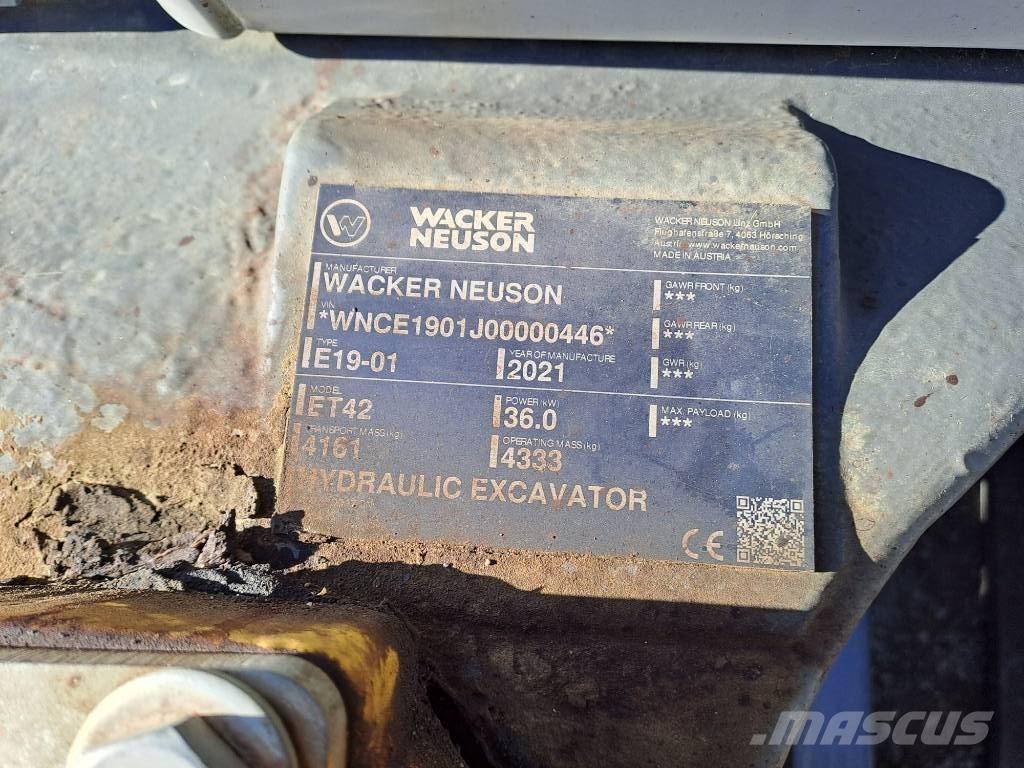 WACKER
NEUSON
WACKER NEUSON Linz GmbH
Flughafenstraße 7, 4063 Hörsching
Austria www.wackerneuson.com
MADE IN AUSTRIA
MANUFACTURER
WACKER NEUSON
GAWR FRONT (kg)
***
VIN
*WNCE1901J00000446*
GAWR REAR (kg)
***
TYPE
E19-01
YEAR OF MANUFACTURE
2021
GWR (kg)
***
MODEL
ET42
POWER (kW)
36.0
MAX. PAYLOAD (kg)
***
TRANSPORT MASS (kg)
4161
OPERATING MASS (kg)
4333
HYDRAULIC EXCAVATOR
CE
MASCUS